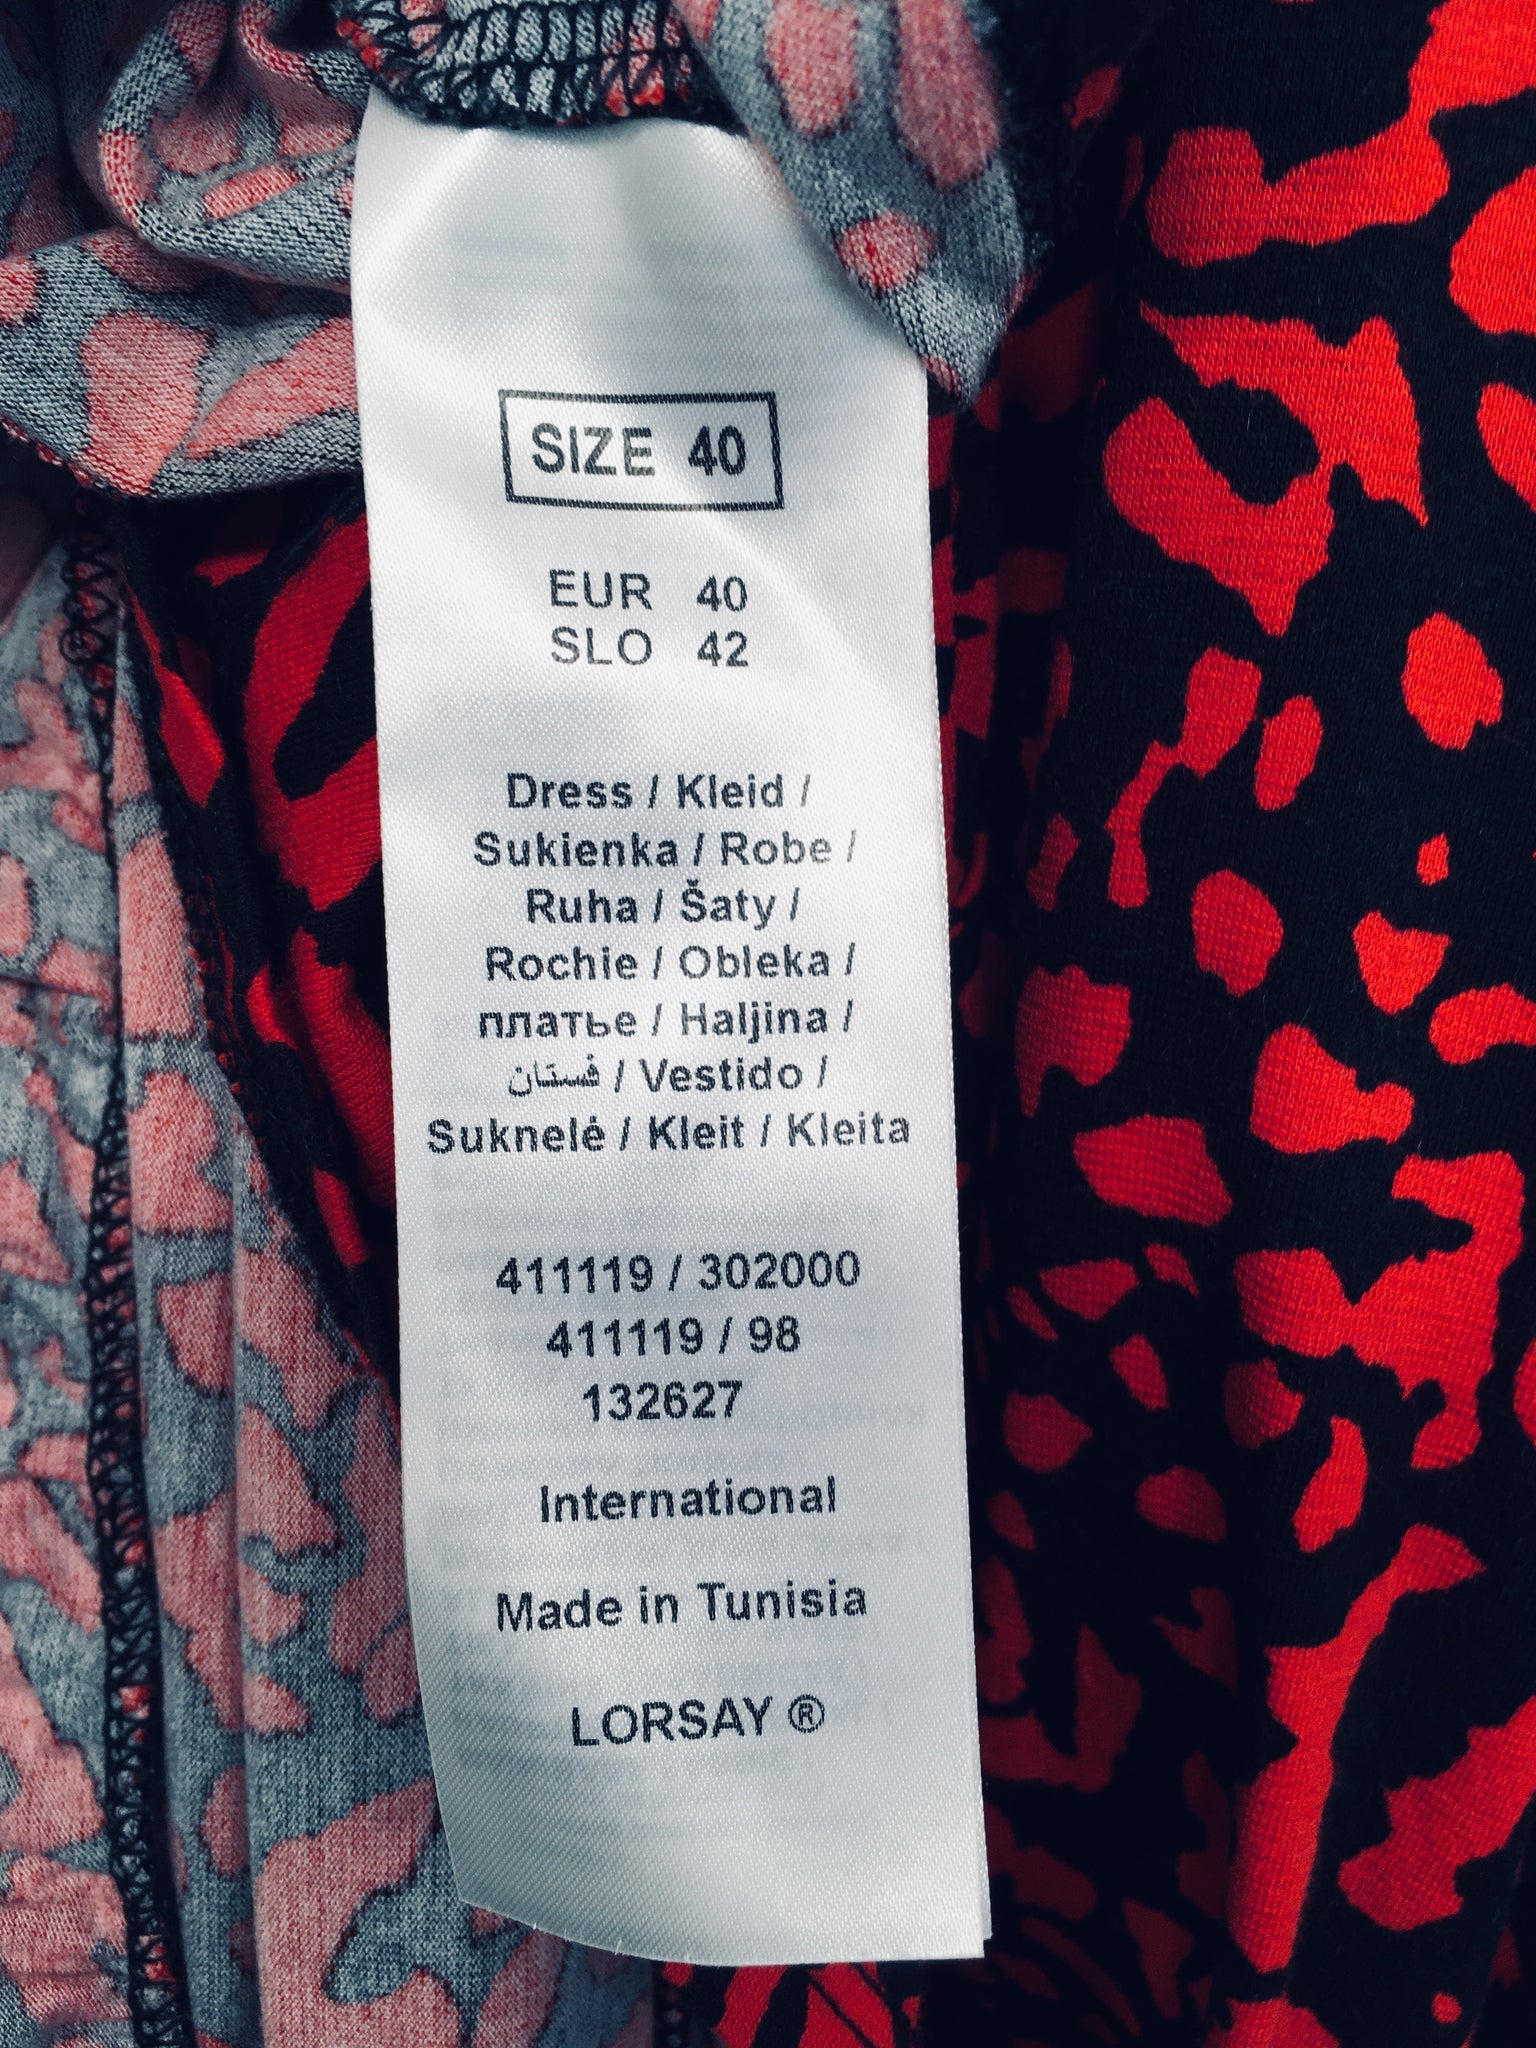 SIZE 40
EUR 40
SLO 42
Dress / Kleid /
Sukienka / Robe /
Ruha / Šaty /
Rochie / Obleka /
платье / Haljina /
فستان / Vestido /
Suknelė / Kleit / Kleita
411119 / 302000
411119 / 98
132627
International
Made in Tunisia
LORSAY ®